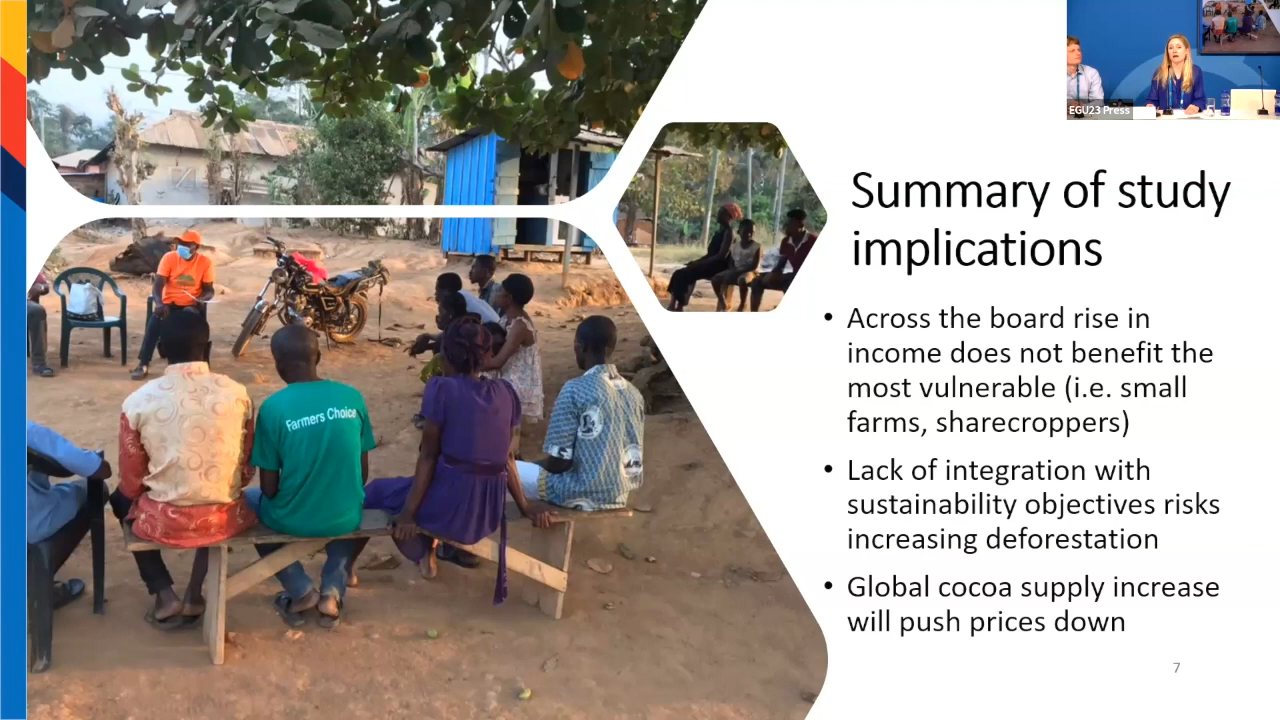 EGU23 Press
Summary of study
implications
• Across the board rise in
income does not benefit the
most vulnerable (i.e. small
farms, sharecroppers)
• Lack of integration with
sustainability objectives risks
increasing deforestation
• Global cocoa supply increase
will push prices down
Farmers Choice
7